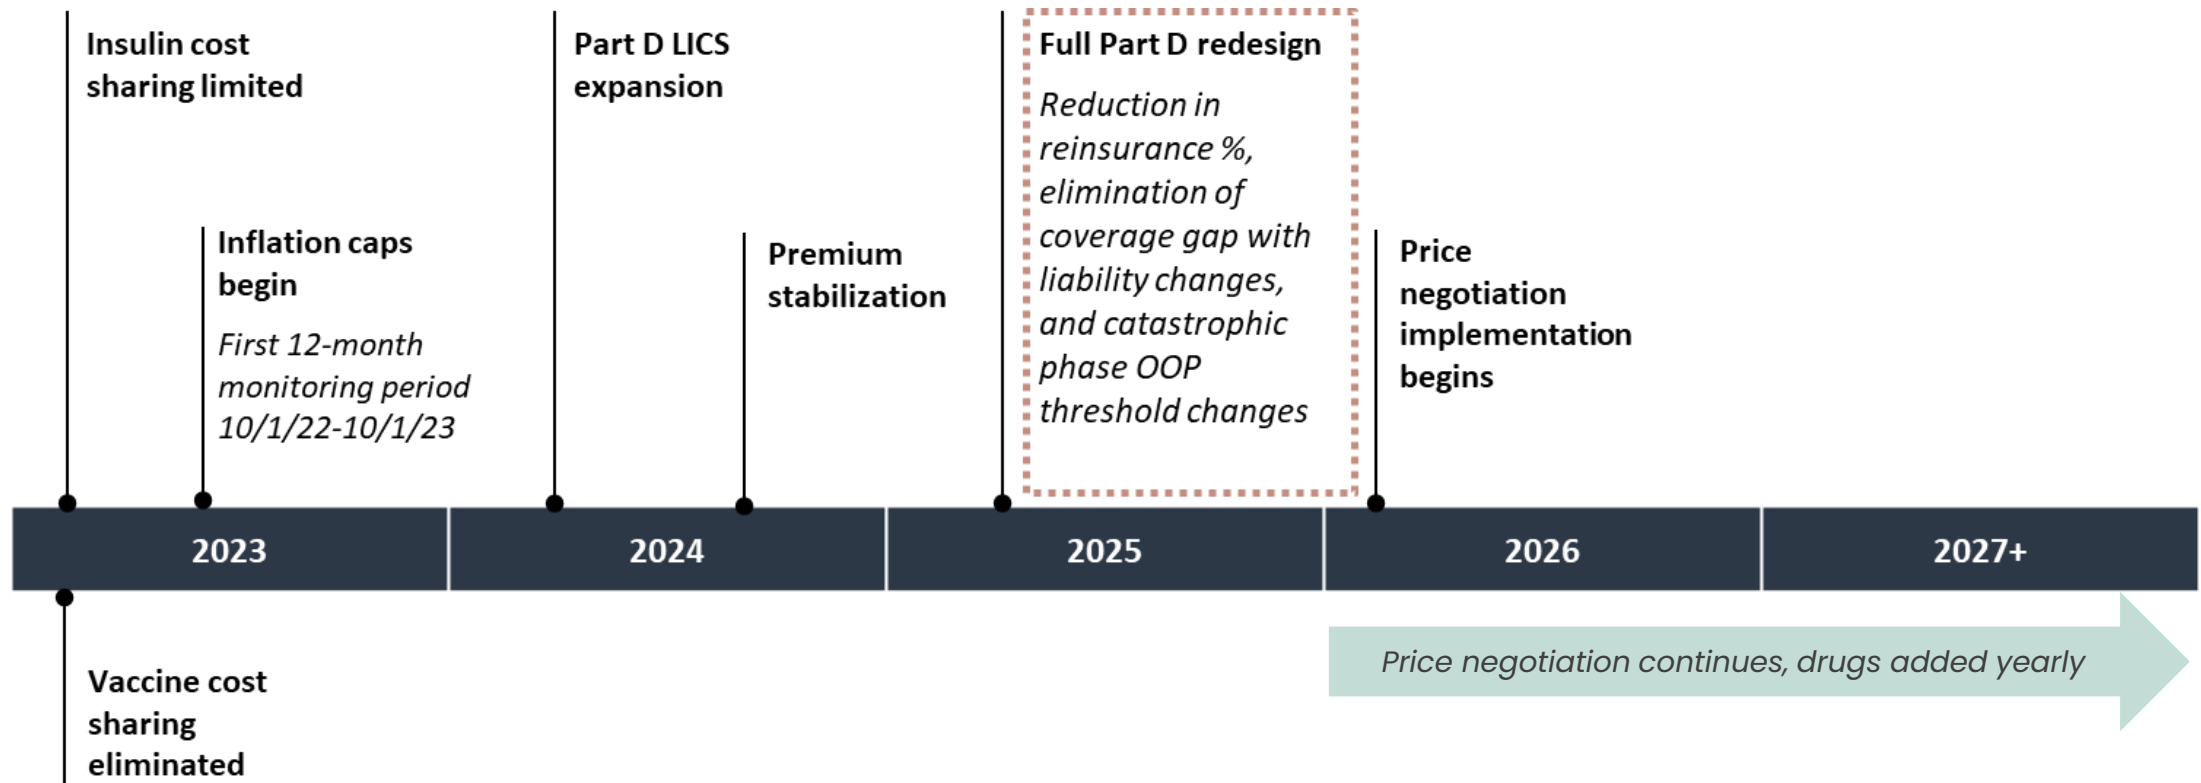 Insulin cost
sharing limited
Inflation caps
begin
First 12-month
monitoring period
10/1/22-10/1/23
Part D LICS
expansion
Premium
stabilization
Full Part D redesign
Reduction in
reinsurance %,
elimination of
coverage gap with
liability changes,
and catastrophic
phase OOP
threshold changes
Price
negotiation
implementation
begins
2023
2024
2025
2026
2027+
Vaccine cost
sharing
eliminated
Price negotiation continues, drugs added yearly